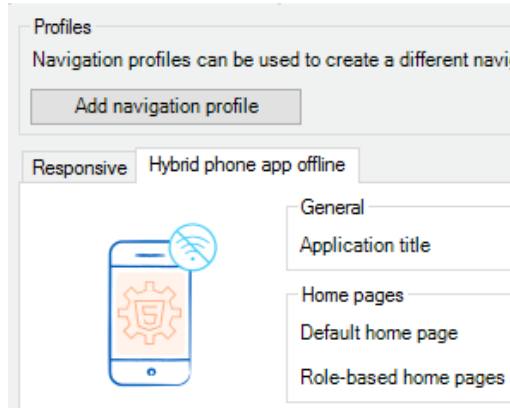 Profiles
Navigation profiles can be used to create a different navi
Add navigation profile
Responsive Hybrid phone app offline
General
Application title
Home pages
Default home page
Role-based home pages